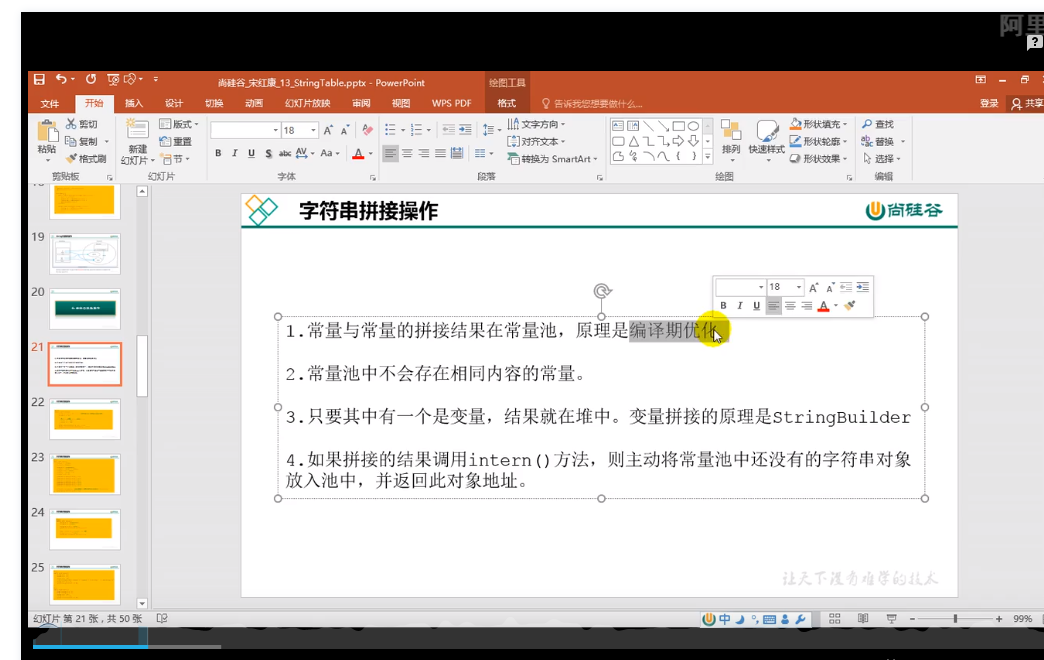 阿里
?
尚硅谷_宋红康_13_StringTable.pptx - PowerPoint
绘图工具
文件 开始 插入 设计 切换 动画 幻灯片放映 审阅 视图 WPS PDF 格式 告诉我您想要做什么... 登录 共享
粘贴 剪切 复制 格式刷 剪贴板
新建幻灯片 版式 重置 节 幻灯片
18 B I U S abc AV Aa A 字体
文字方向 对齐文本 转换为 SmartArt 段落
排列 快速样式 形状填充 形状轮廓 形状效果 绘图
查找 替换 选择 编辑
19
20
21
22
23
24
25
字符串拼接操作
尚硅谷
18
B I U A
1.常量与常量的拼接结果在常量池，原理是编译期优化
2.常量池中不会存在相同内容的常量。
3.只要其中有一个是变量，结果就在堆中。变量拼接的原理是StringBuilder
4.如果拼接的结果调用intern()方法，则主动将常量池中还没有的字符串对象
放入池中，并返回此对象地址。
让天下没有难学的技术
幻灯片 第 21 张，共 50 张
中
99%